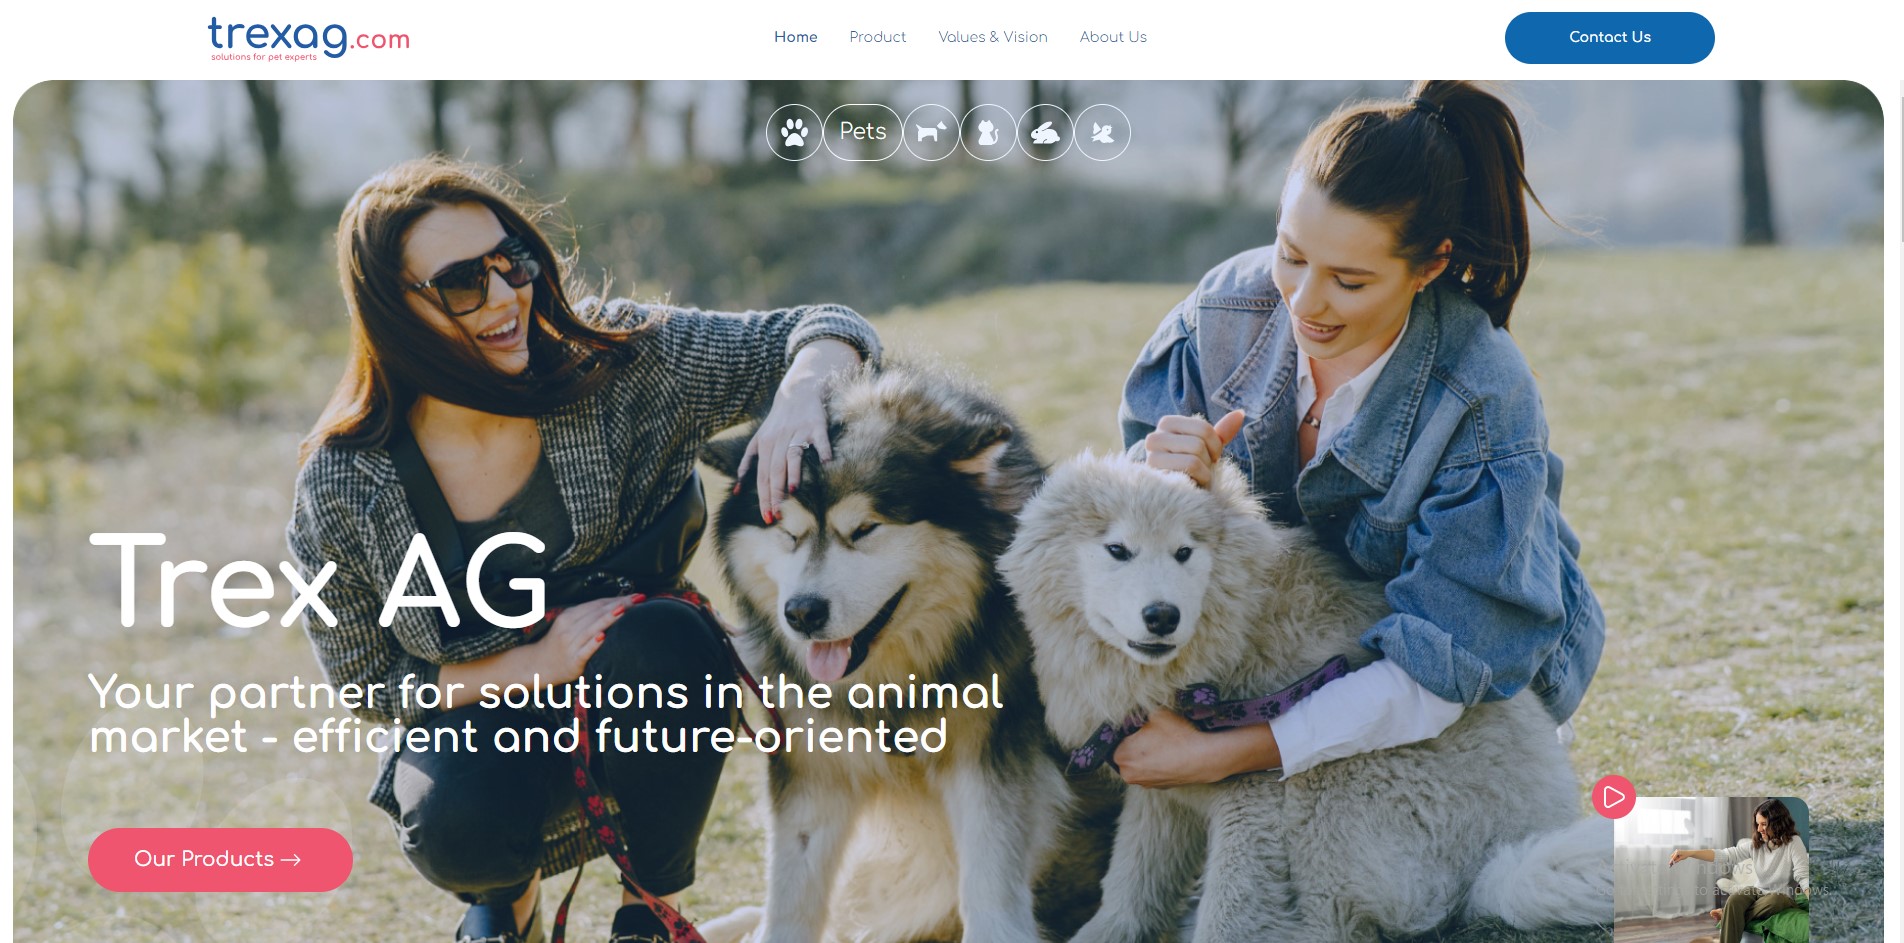 trexag.com
solutions for pet experts
Home
Product
Values & Vision
About Us
Contact Us
Pets
Trex AG
Your partner for solutions in the animal
market - efficient and future-oriented
Our Products →